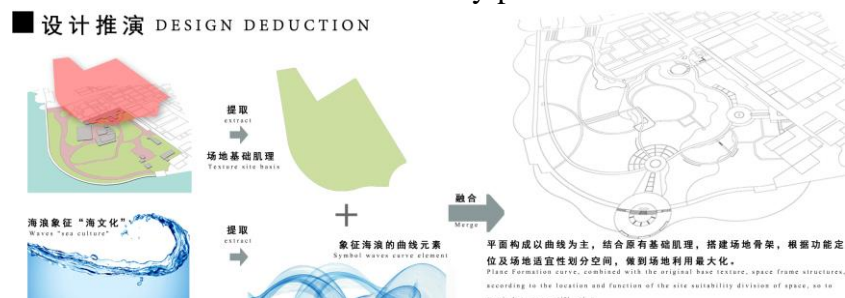 设计推演 DESIGN DEDUCTION
提取
extract
场地基础肌理
Texture site basis
海浪象征“海文化”
Waves "sea culture"
提取
extract
象征海浪的曲线元素
Symbol waves curve element
融合
Merge
平面构成以曲线为主，结合原有基础肌理，搭建场地骨架，根据功能定
位及场地适宜性划分空间，做到场地利用最大化。
Plane Formation curve, combined with the original base texture, space frame structures,
according to the location and function of the site suitability division of space, so to